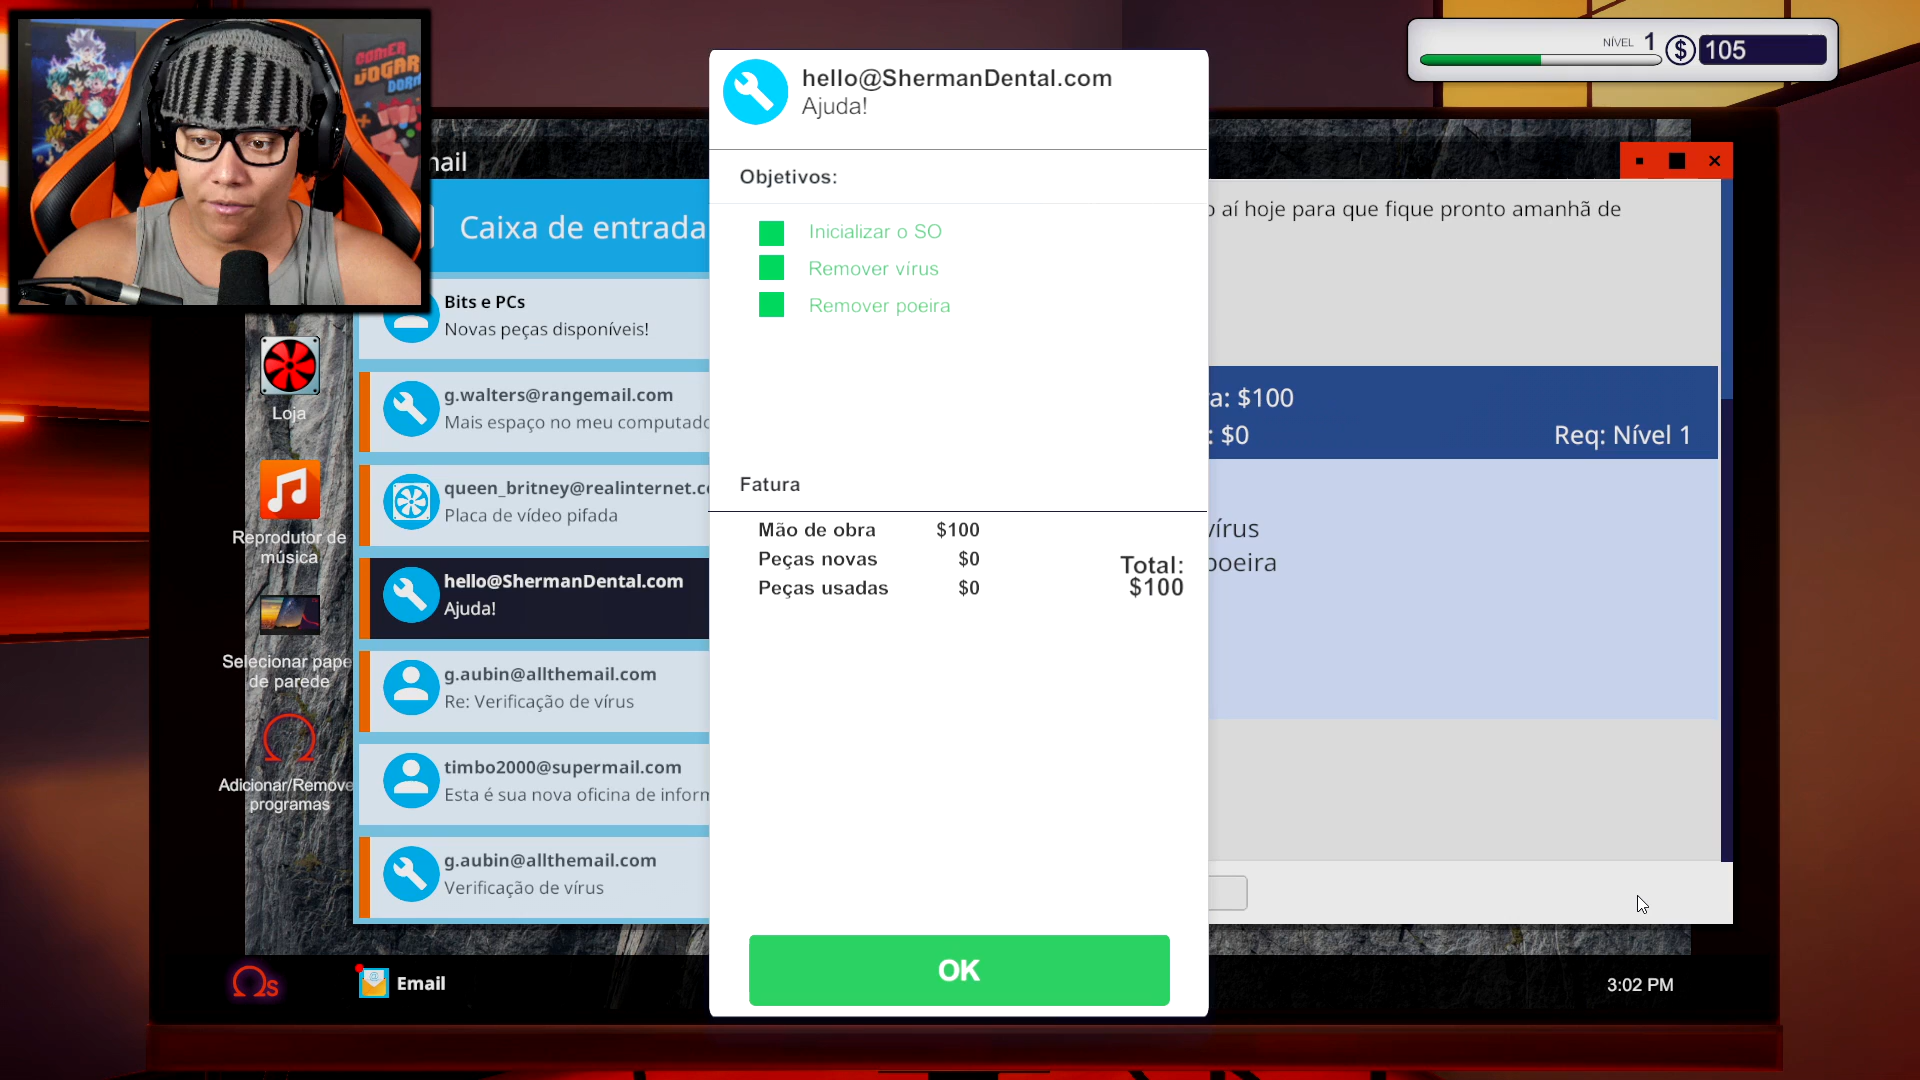 GAMER
JOGAR
DORM
NÍVEL 1
$ 105
hello@ShermanDental.com
Ajuda!
Objetivos:
Inicializar o SO
Remover vírus
Remover poeira
Fatura
Mão de obra $100
Peças novas $0
Peças usadas $0
Total:
$100
OK
Caixa de entrada
Bits e PCs
Novas peças disponíveis!
g.walters@rangemail.com
Mais espaço no meu computado
queen_britney@realinternet.c
Placa de vídeo pifada
hello@ShermanDental.com
Ajuda!
g.aubin@allthemail.com
Re: Verificação de vírus
timbo2000@supermail.com
Esta é sua nova oficina de inform
g.aubin@allthemail.com
Verificação de vírus
aí hoje para que fique pronto amanhã de
a: $100
: $0
Req: Nível 1
vírus
poeira
Loja
Reprodutor de
música
Selecionar pape
de parede
Adicionar/Remove
programas
Ωs
Email
3:02 PM